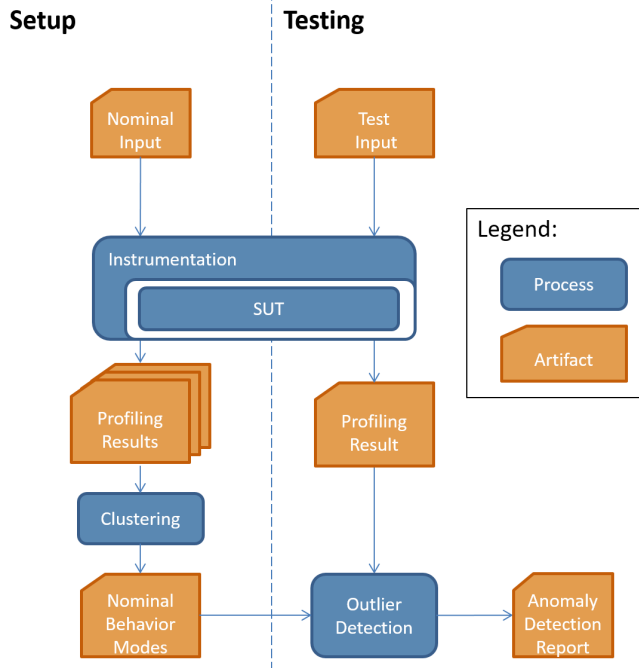 Setup
Testing
Nominal
Input
Test
Input
Instrumentation
SUT
Legend:
Process
Artifact
Profiling
Results
Profiling
Result
Clustering
Nominal
Behavior
Modes
Outlier
Detection
Anomaly
Detection
Report